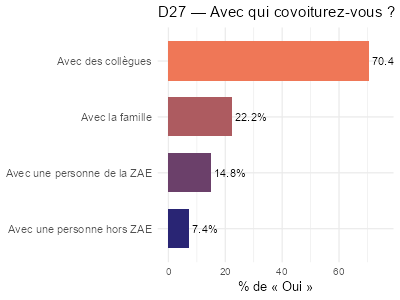 D27 — Avec qui covoiturez-vous ?
Avec des collègues
70.4
Avec la famille
22.2%
Avec une personne de la ZAE
14.8%
Avec une personne hors ZAE
7.4%
0 20 40 60
% de « Oui »